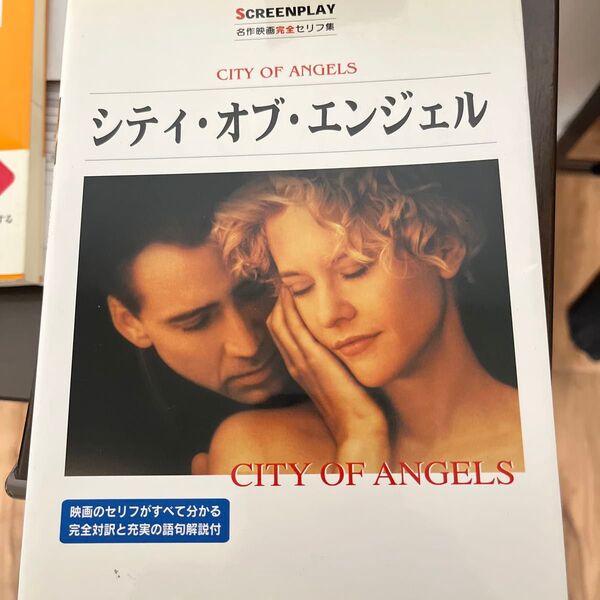 SCREENPLAY
名作映画完全セリフ集
CITY OF ANGELS
シティ・オブ・エンジェル
CITY OF ANGELS
映画のセリフがすべて分かる
完全対訳と充実の語句解説付
する